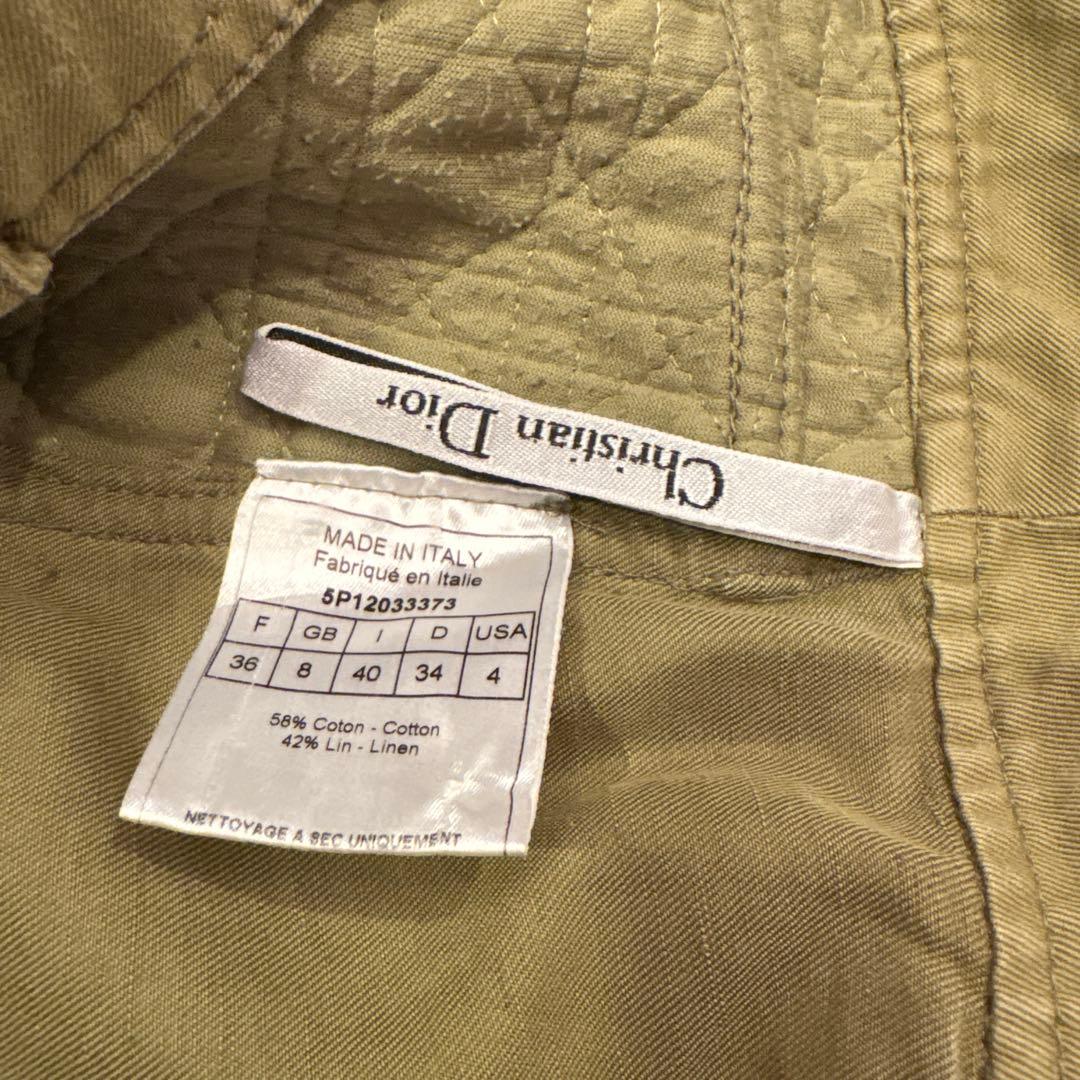 Christian Dior
MADE IN ITALY
Fabriqué en Italie
5P12033373
F GB I D USA
36 8 40 34 4
58% Coton - Cotton
42% Lin - Linen
NETTOYAGE A SEC UNIQUEMENT